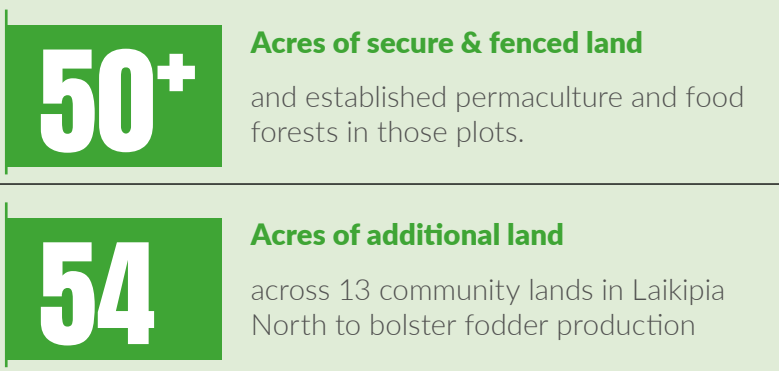 50+
Acres of secure & fenced land
and established permaculture and food
forests in those plots.
54
Acres of additional land
across 13 community lands in Laikipia
North to bolster fodder production